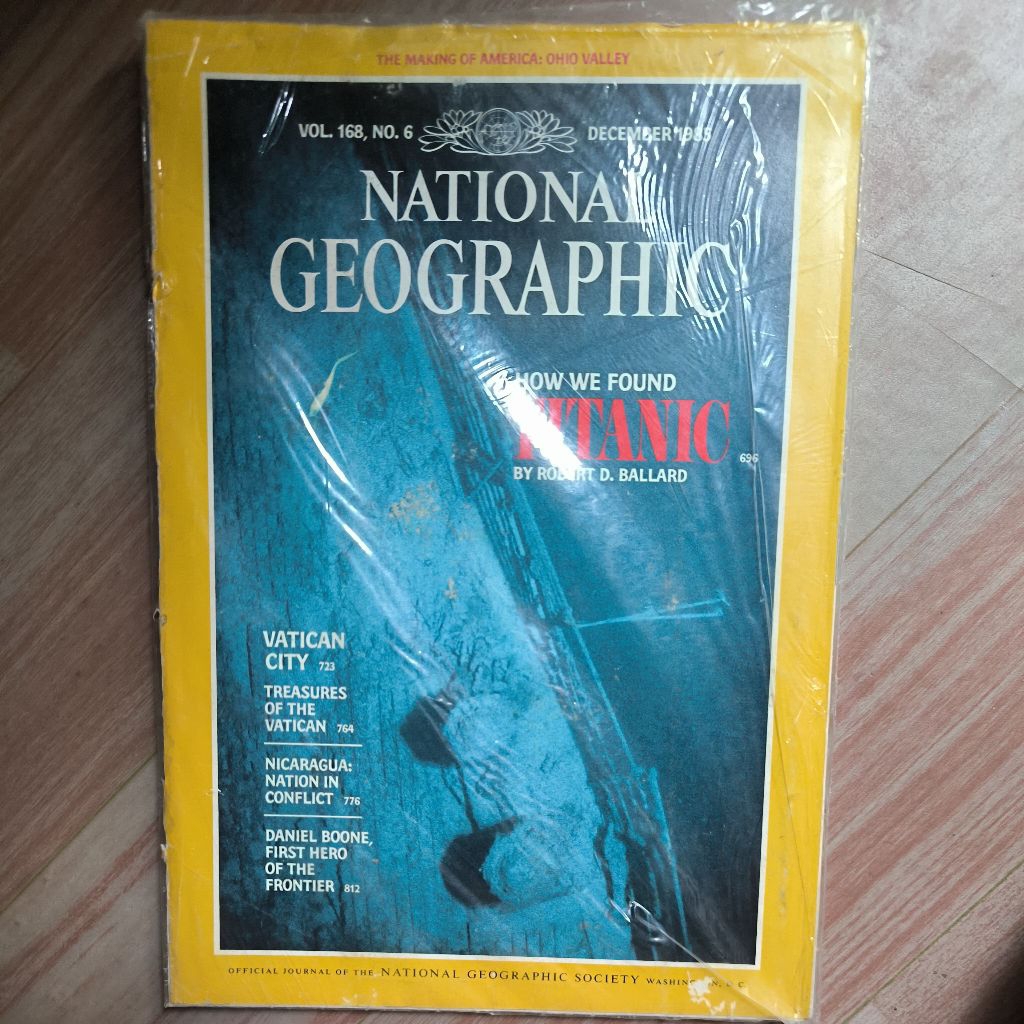 THE MAKING OF AMERICA: OHIO VALLEY
VOL. 168, NO. 6 DECEMBER 1985
NATIONAL
GEOGRAPHIC
HOW WE FOUND
TITANIC 696
BY ROBERT D. BALLARD
VATICAN
CITY 723
TREASURES
OF THE
VATICAN 764
NICARAGUA:
NATION IN
CONFLICT 776
DANIEL BOONE,
FIRST HERO
OF THE
FRONTIER 812
OFFICIAL JOURNAL OF THE NATIONAL GEOGRAPHIC SOCIETY WASHINGTON, D.C.